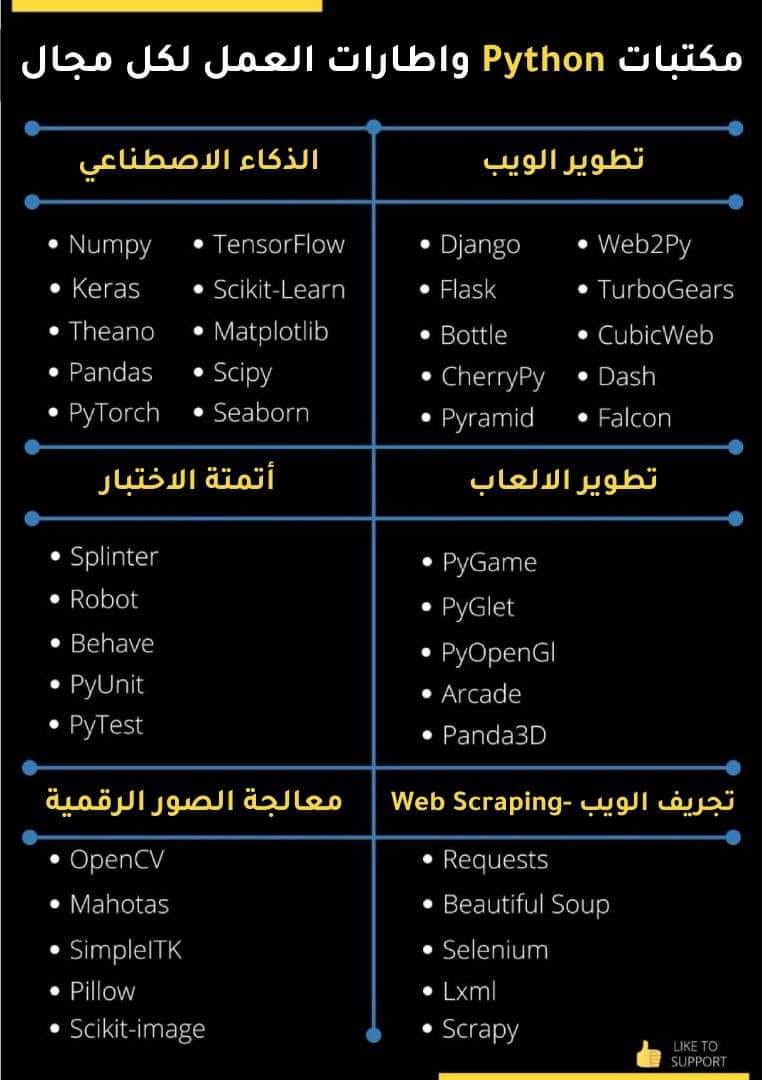 مكتبات Python واطارات العمل لكل مجال
تطوير الويب
• Django
• Flask
• Bottle
• CherryPy
• Pyramid
• Web2Py
• TurboGears
• CubicWeb
• Dash
• Falcon
الذكاء الاصطناعي
• Numpy
• Keras
• Theano
• Pandas
• PyTorch
• TensorFlow
• Scikit-Learn
• Matplotlib
• Scipy
• Seaborn
تطوير الالعاب
• PyGame
• PyGlet
• PyOpenGl
• Arcade
• Panda3D
أتمتة الاختبار
• Splinter
• Robot
• Behave
• PyUnit
• PyTest
تجريف الويب -Web Scraping
• Requests
• Beautiful Soup
• Selenium
• Lxml
• Scrapy
معالجة الصور الرقمية
• OpenCV
• Mahotas
• SimpleITK
• Pillow
• Scikit-image
LIKE TO
SUPPORT